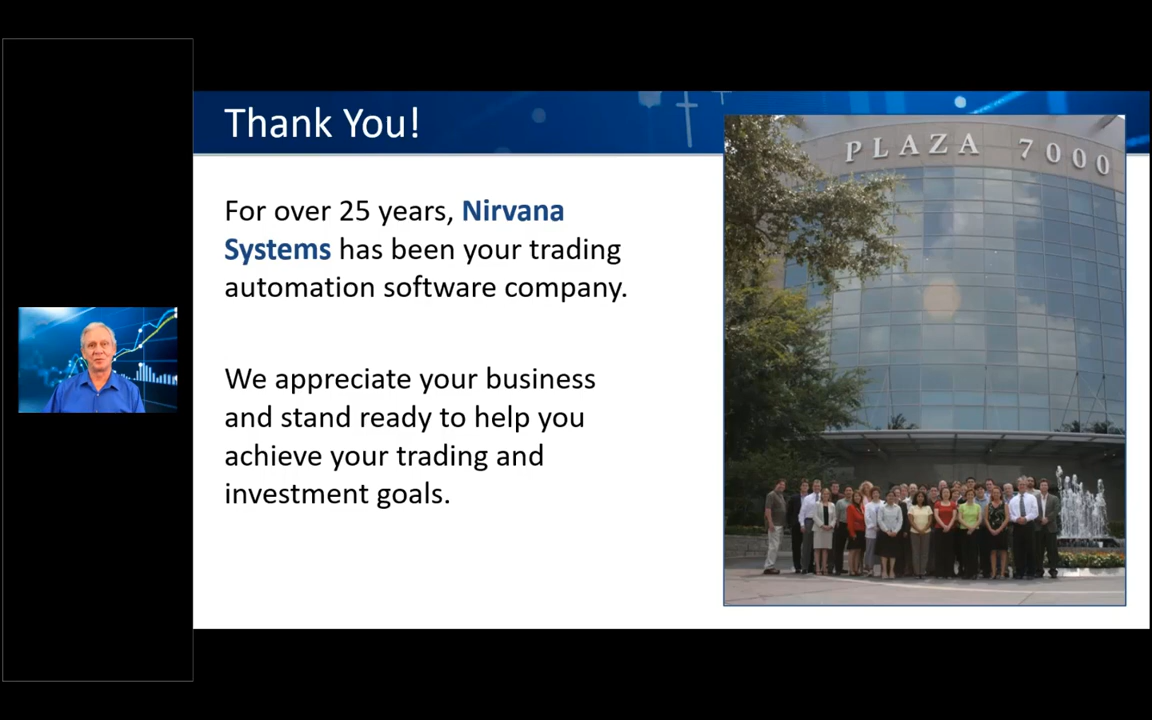 Thank You!
For over 25 years, Nirvana
Systems has been your trading
automation software company.
We appreciate your business
and stand ready to help you
achieve your trading and
investment goals.
PLAZA 7000